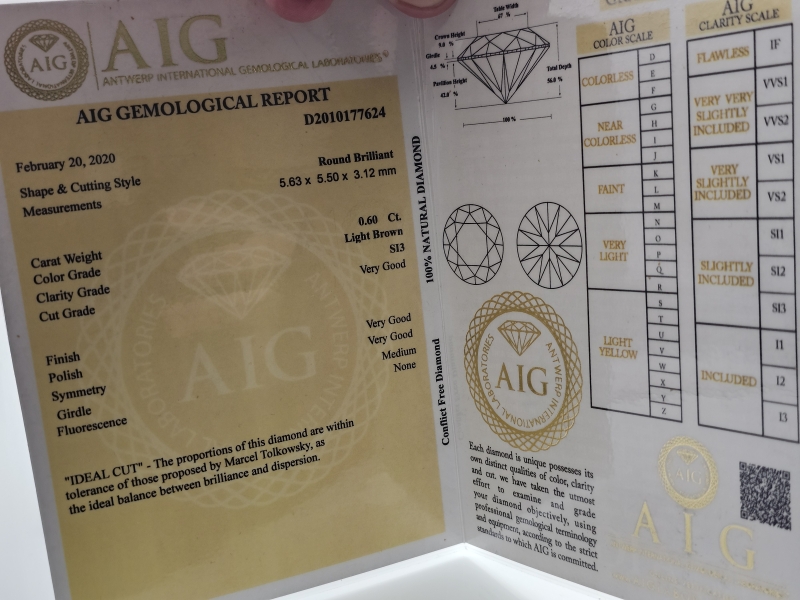 AIG
ANTWERP INTERNATIONAL GEMOLOGICAL LABORATORIES
AIG GEMOLOGICAL REPORT
D2010177624
February 20, 2020
Shape & Cutting Style Round Brilliant
Measurements 5.63 x 5.50 x 3.12 mm
Carat Weight 0.60 Ct.
Color Grade Light Brown
Clarity Grade SI3
Cut Grade Very Good
Finish
Polish Very Good
Symmetry Very Good
Girdle Medium
Fluorescence None
"IDEAL CUT" - The proportions of this diamond are within
tolerance of those proposed by Marcel Tolkowsky, as
the ideal balance between brilliance and dispersion.
100% NATURAL DIAMOND
Conflict Free Diamond
Table Width
67 %
Crown Height
Girdle
Total Depth
56.0 %
100 %
AIG
ANTWERP INTERNATIONAL GEMOLOGICAL LABORATORIES
Each diamond is unique possesses its
own distinct qualities of color, clarity
and cut. we have taken the utmost
effort to examine and grade
your diamond objectively, using
professional gemological terminology
and equipment, according to the strict
standards to which AIG is committed.
AIG
COLOR SCALE
COLORLESS
D
E
F
NEAR
COLORLESS
G
H
I
J
FAINT
K
L
M
VERY
LIGHT
N
O
P
Q
R
LIGHT
YELLOW
S
T
U
V
W
X
Y
Z
AIG
CLARITY SCALE
FLAWLESS
IF
VERY VERY
SLIGHTLY
INCLUDED
VVS1
VVS2
VERY
SLIGHTLY
INCLUDED
VS1
VS2
SLIGHTLY
INCLUDED
SI1
SI2
SI3
INCLUDED
I1
I2
I3
AIG
AIG